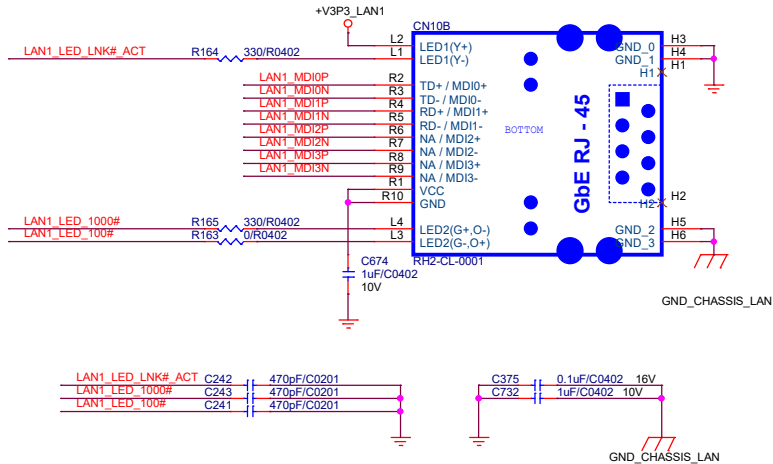 +V3P3_LAN1
CN10B
LAN1_LED_LNK#_ACT R164 330/R0402
L2 LED1(Y+)
L1 LED1(Y-)
GND_0 H3
GND_1 H4
H1 H1
LAN1_MDI0P R2 TD+ / MDI0+
LAN1_MDI0N R3 TD- / MDI0-
LAN1_MDI1P R4 RD+ / MDI1+
LAN1_MDI1N R5 RD- / MDI1-
LAN1_MDI2P R6 NA / MDI2+
LAN1_MDI2N R7 NA / MDI2-
LAN1_MDI3P R8 NA / MDI3+
LAN1_MDI3N R9 NA / MDI3-
R1 VCC
R10 GND
BOTTOM
GbE RJ - 45
H2 H2
LAN1_LED_1000# R165 330/R0402 L4 LED2(G+,O-)
LAN1_LED_100# R163 0/R0402 L3 LED2(G-,O+)
GND_2 H5
GND_3 H6
RH2-CL-0001
C674
1uF/C0402
10V
GND_CHASSIS_LAN
LAN1_LED_LNK#_ACT C242 470pF/C0201
LAN1_LED_1000# C243 470pF/C0201
LAN1_LED_100# C241 470pF/C0201
C375 0.1uF/C0402 16V
C732 1uF/C0402 10V
GND_CHASSIS_LAN